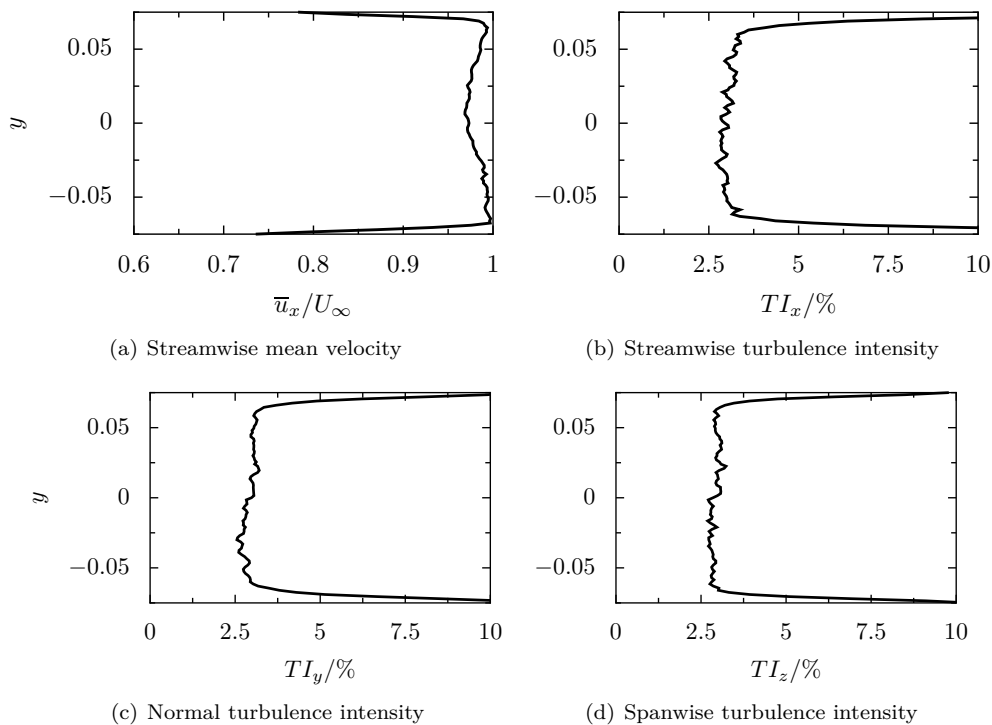 0.05
0
−0.05
y
0.6 0.7 0.8 0.9 1
u̅ₓ/U∞
(a) Streamwise mean velocity
0.05
0
−0.05
0 2.5 5 7.5 10
TIₓ/%
(b) Streamwise turbulence intensity
0.05
0
−0.05
y
0 2.5 5 7.5 10
TI_y/%
(c) Normal turbulence intensity
0.05
0
−0.05
0 2.5 5 7.5 10
TI_z/%
(d) Spanwise turbulence intensity